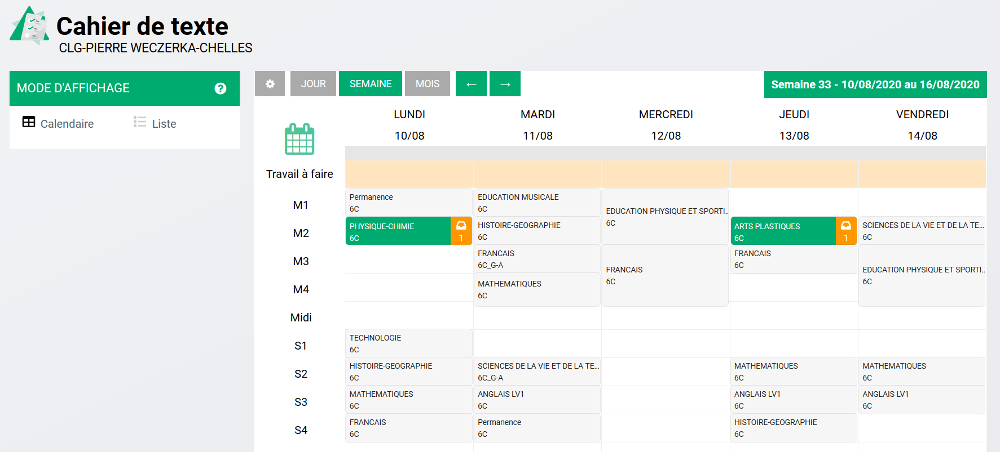 Cahier de texte
CLG-PIERRE WECZERKA-CHELLES
MODE D'AFFICHAGE
?
Calendaire Liste
JOUR SEMAINE MOIS ← →
Semaine 33 - 10/08/2020 au 16/08/2020
LUNDI MARDI MERCREDI JEUDI VENDREDI
10/08 11/08 12/08 13/08 14/08
Travail à faire
M1
Permanence
6C
EDUCATION MUSICALE
6C
EDUCATION PHYSIQUE ET SPORTI...
6C
M2
PHYSIQUE-CHIMIE
6C
1
HISTOIRE-GEOGRAPHIE
6C
ARTS PLASTIQUES
6C
1
SCIENCES DE LA VIE ET DE LA TE...
6C
M3
FRANCAIS
6C_G-A
FRANCAIS
6C
FRANCAIS
6C
EDUCATION PHYSIQUE ET SPORTI...
6C
M4
MATHEMATIQUES
6C
Midi
S1
TECHNOLOGIE
6C
S2
HISTOIRE-GEOGRAPHIE
6C
SCIENCES DE LA VIE ET DE LA TE...
6C_G-A
MATHEMATIQUES
6C
MATHEMATIQUES
6C
S3
MATHEMATIQUES
6C
ANGLAIS LV1
6C
ANGLAIS LV1
6C
ANGLAIS LV1
6C
S4
FRANCAIS
6C
Permanence
6C
HISTOIRE-GEOGRAPHIE
6C